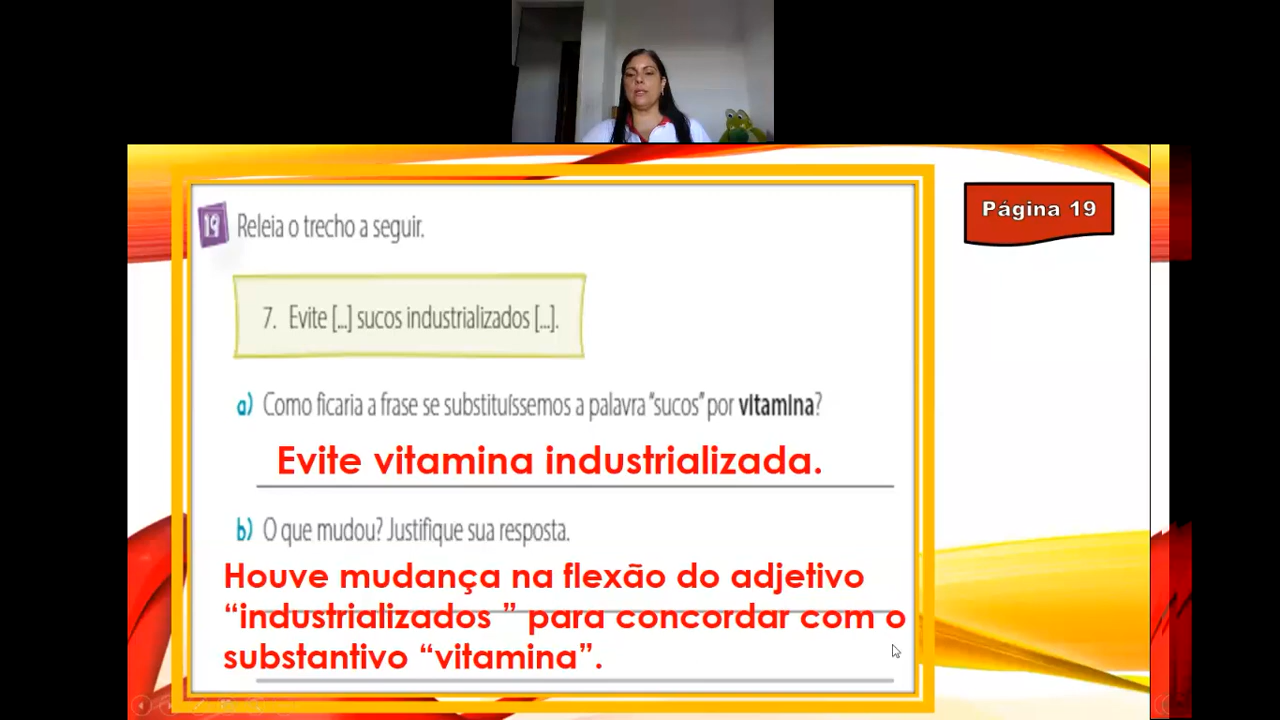 Página 19
19 Releia o trecho a seguir.
7. Evite [...] sucos industrializados [...].
a) Como ficaria a frase se substituíssemos a palavra "sucos" por vitamina?
Evite vitamina industrializada.
b) O que mudou? Justifique sua resposta.
Houve mudança na flexão do adjetivo
“industrializados ” para concordar com o
substantivo “vitamina”.